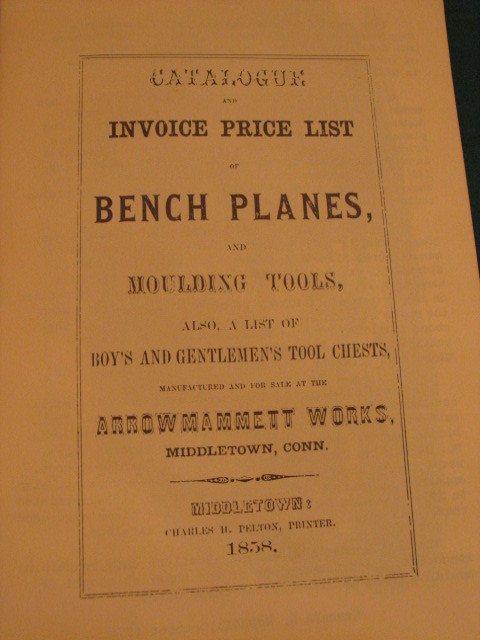 CATALOGUE
AND
INVOICE PRICE LIST
OF
BENCH PLANES,
AND
MOULDING TOOLS,
ALSO, A LIST OF
BOY'S AND GENTLEMEN'S TOOL CHESTS,
MANUFACTURED AND FOR SALE AT THE
ARROWMAMMETT WORKS,
MIDDLETOWN, CONN.
MIDDLETOWN:
CHARLES H. PELTON, PRINTER.
1858.